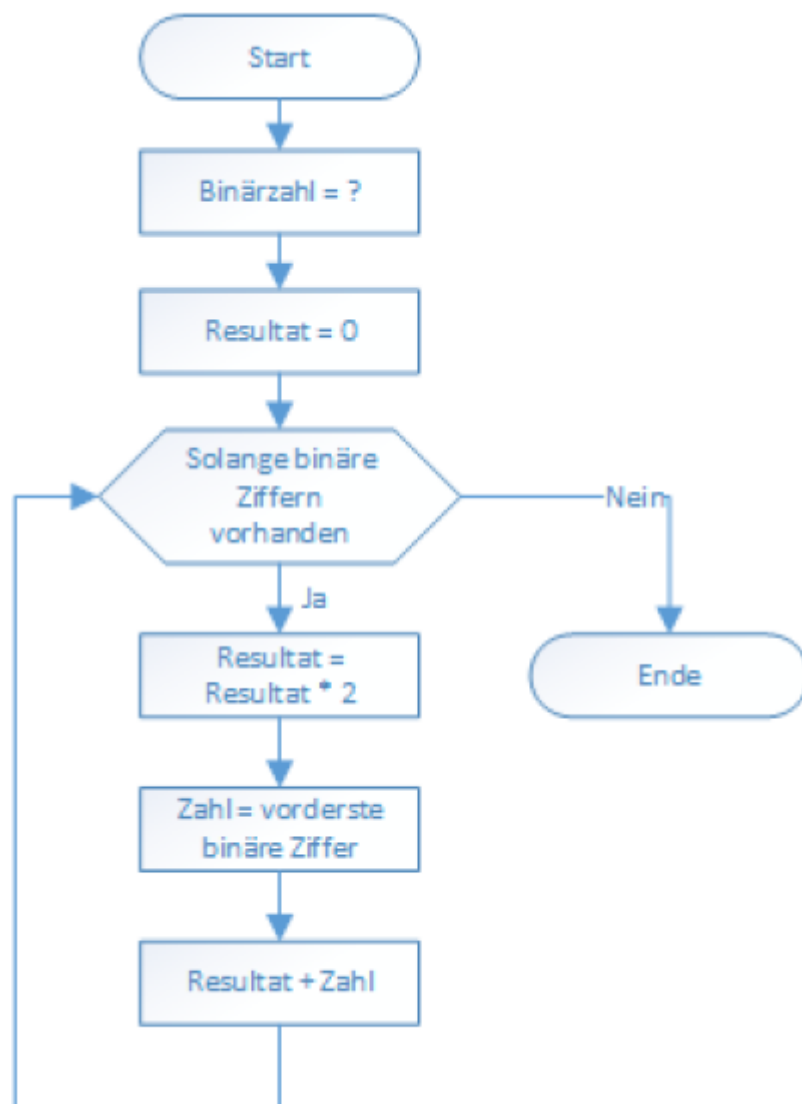 Start
Binärzahl = ?
Resultat = 0
Solange binäre
Ziffern
vorhanden
Nein
Ja
Resultat =
Resultat * 2
Ende
Zahl = vorderste
binäre Ziffer
Resultat + Zahl